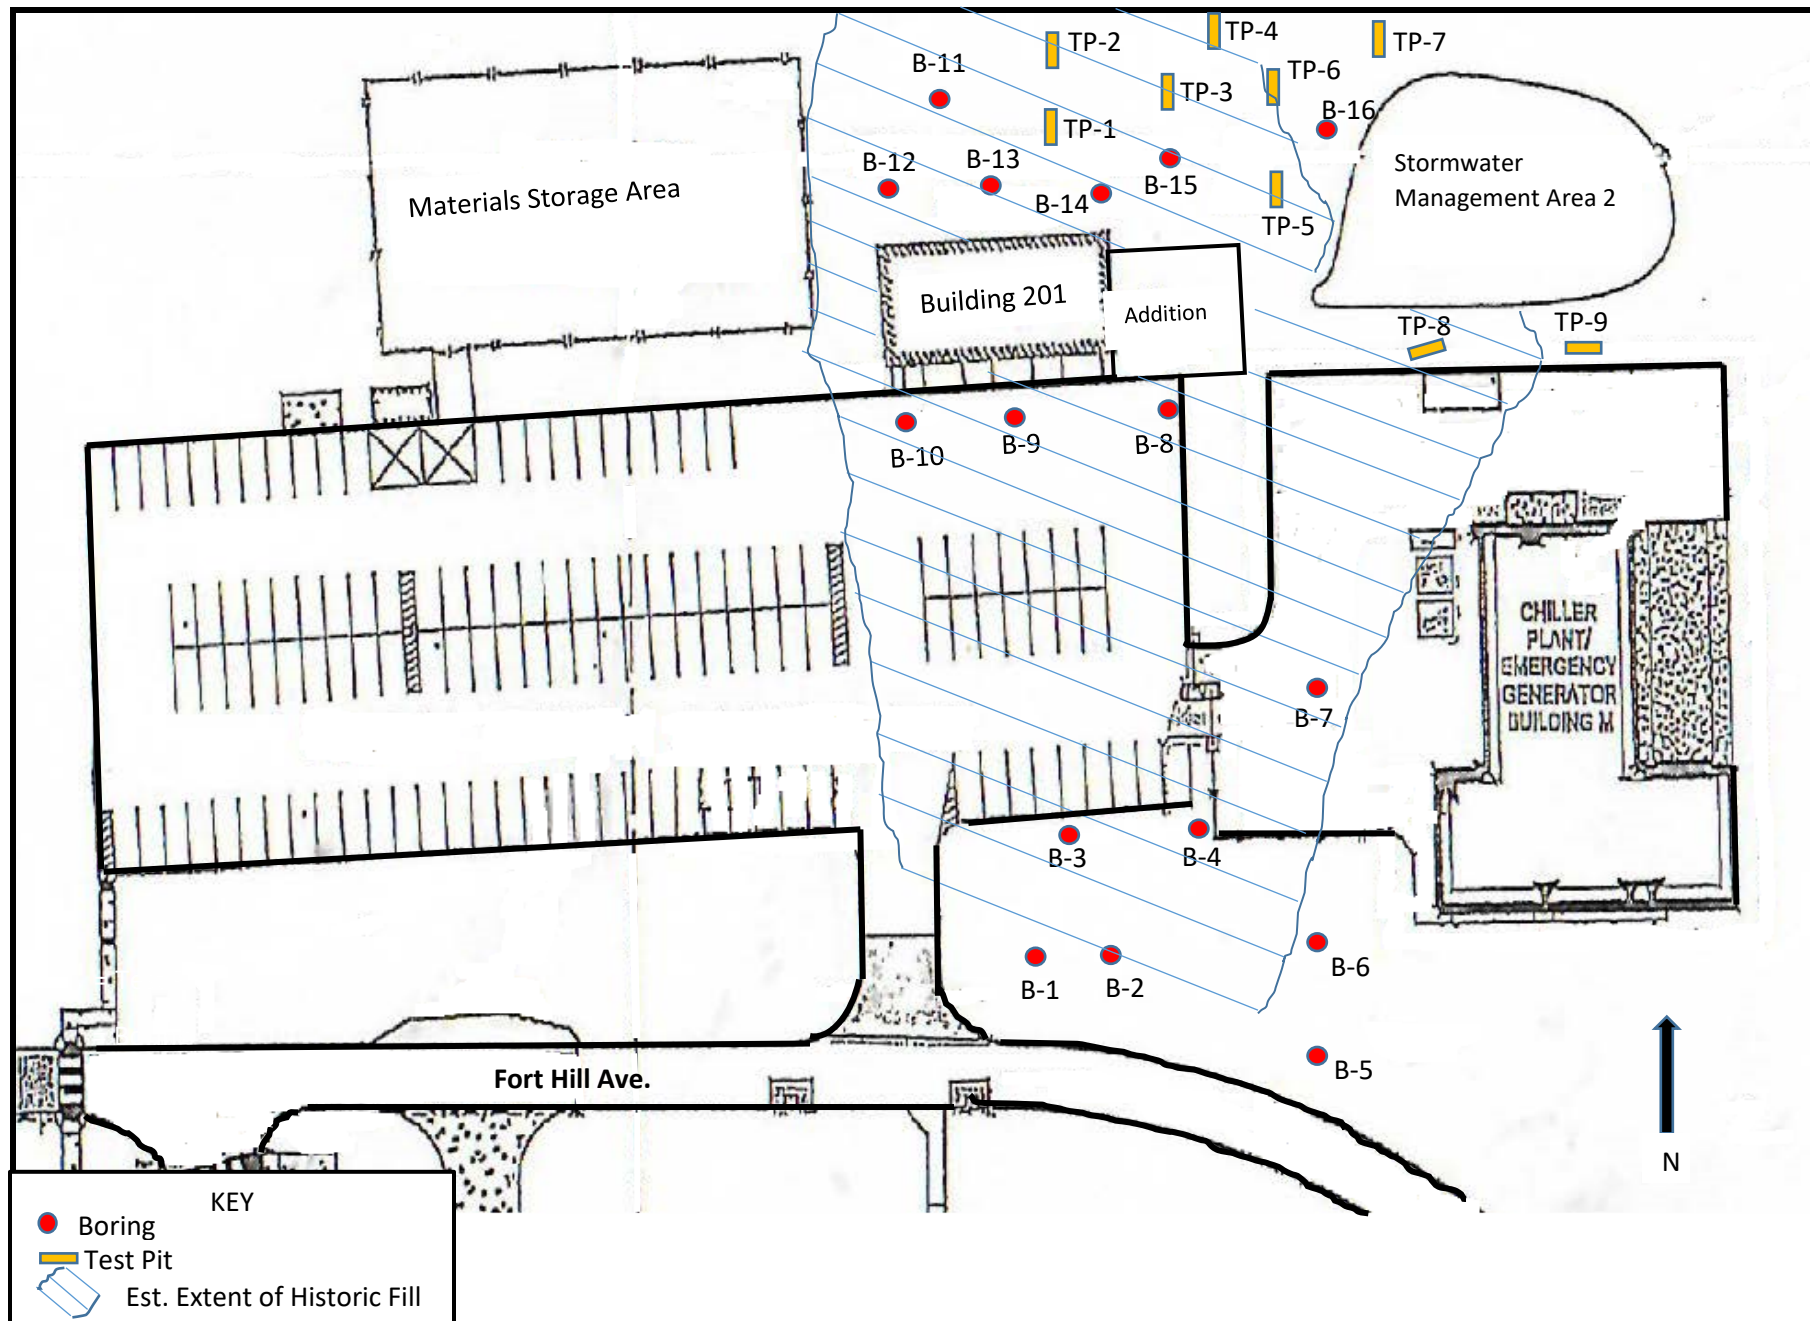 TP-2
TP-4
TP-7
B-11
TP-6
TP-3
B-16
TP-1
B-12
B-13
B-15
B-14
TP-5
Materials Storage Area
Stormwater
Management Area 2
Building 201
Addition
TP-8
TP-9
B-10
B-9
B-8
CHILLER
PLANT/
EMERGENCY
GENERATOR
BUILDING M
B-7
B-3
B-4
B-1
B-2
B-6
B-5
Fort Hill Ave.
N
KEY
Boring
Test Pit
Est. Extent of Historic Fill